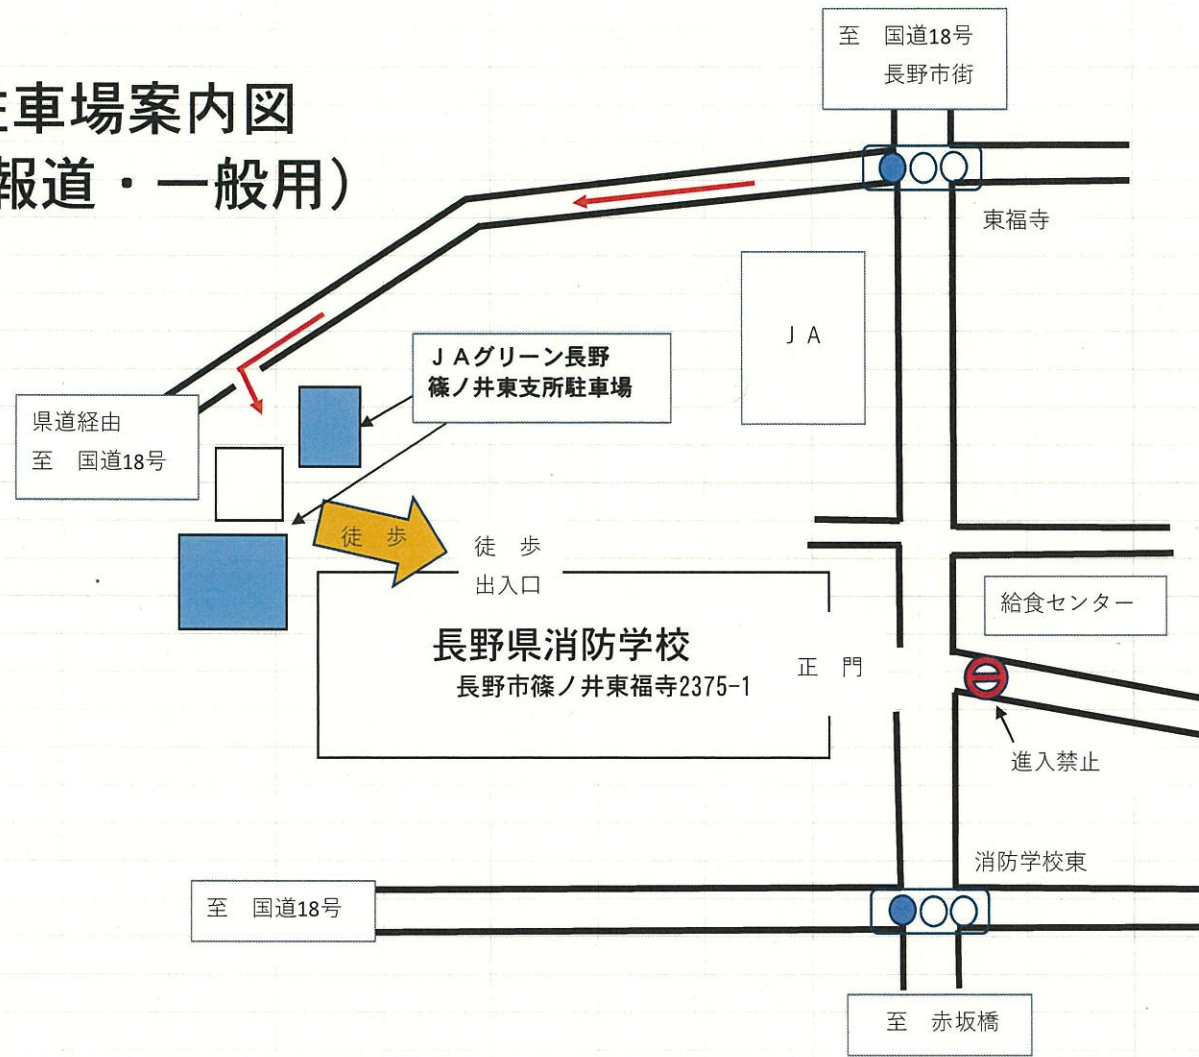 至　国道18号
長野市街
車場案内図
報道・一般用）
東福寺
ＪＡ
ＪＡグリーン長野
篠ノ井東支所駐車場
県道経由
至　国道18号
徒　歩
徒　歩
出入口
給食センター
長野県消防学校
長野市篠ノ井東福寺2375-1
正　門
進入禁止
消防学校東
至　国道18号
至　赤坂橋